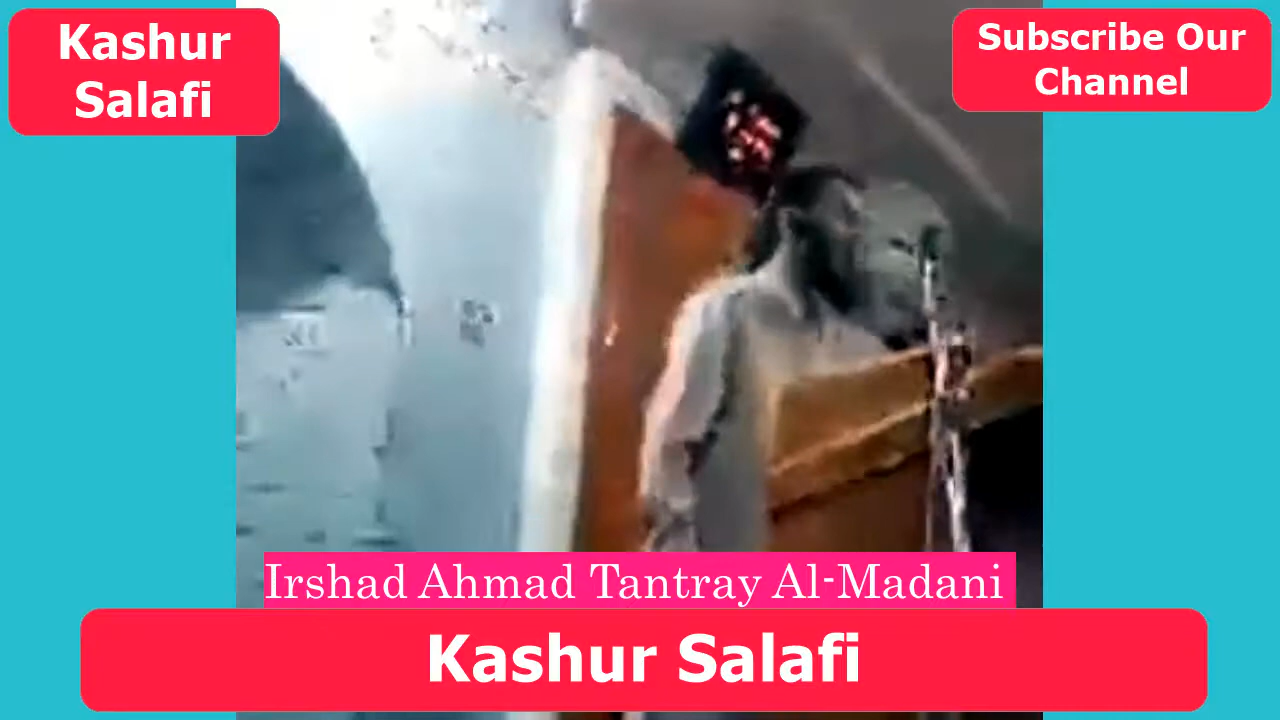 Kashur
Salafi
Subscribe Our
Channel
Irshad Ahmad Tantray Al-Madani
Kashur Salafi